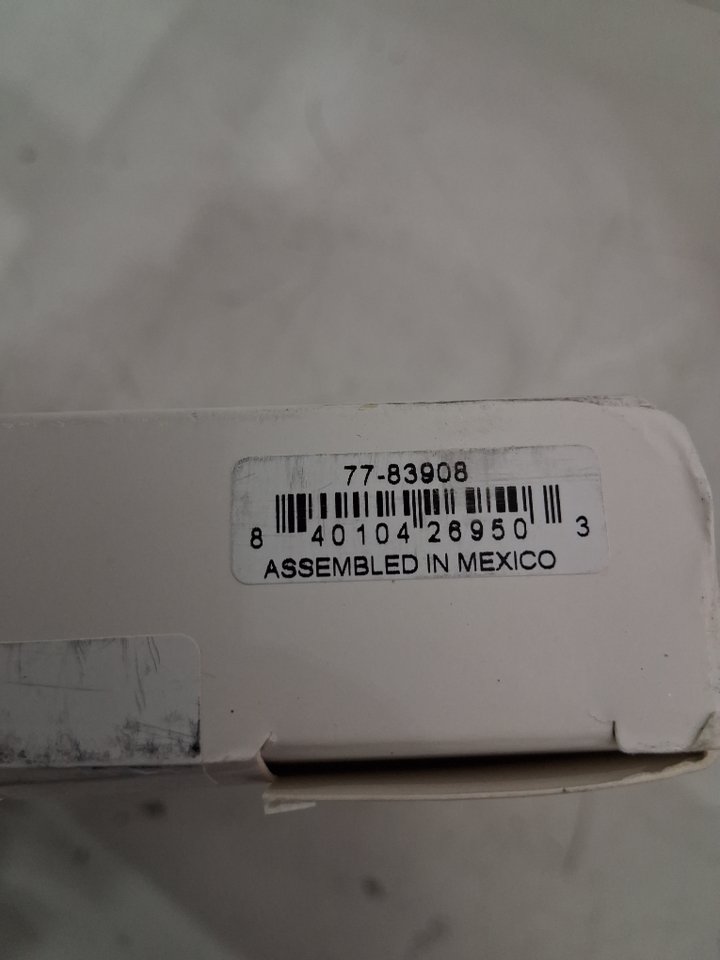 77-83908
8 40104 26950 3
ASSEMBLED IN MEXICO